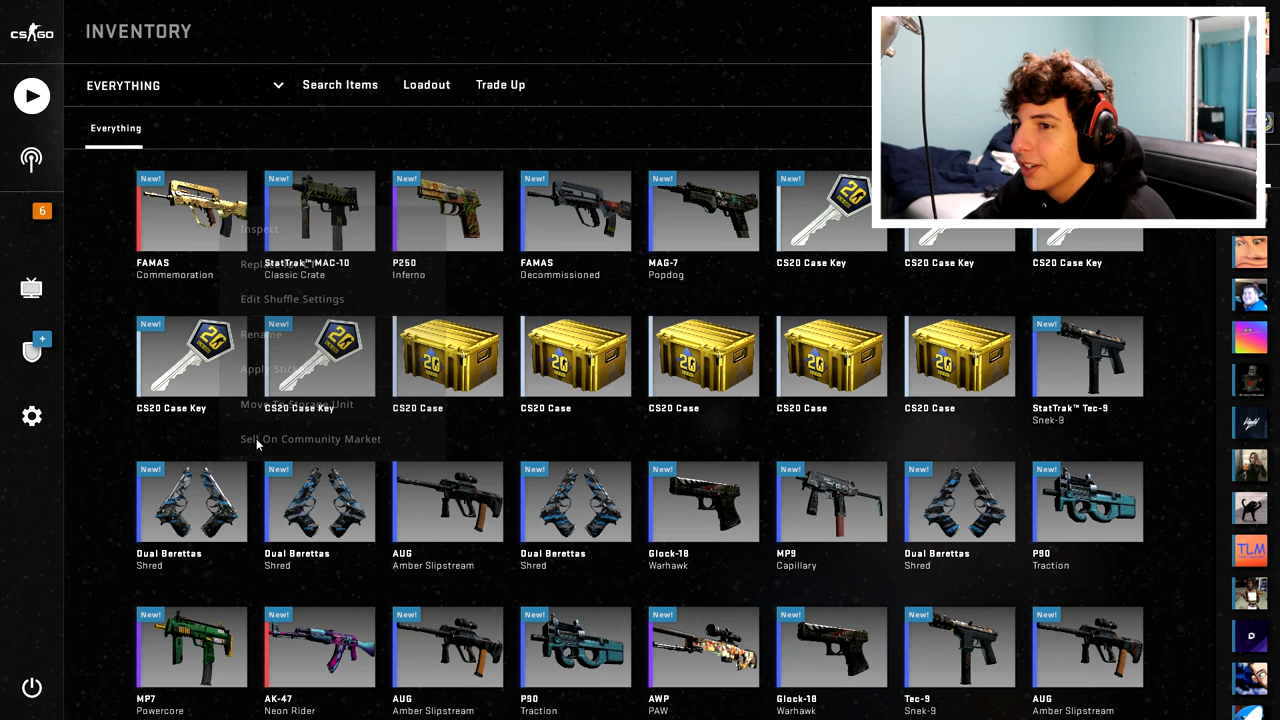 CS GO
INVENTORY
EVERYTHING
Search Items
Loadout
Trade Up
Everything
6
+
New!
New!
New!
New!
New!
New!
FAMAS
Commemoration
StatTrak™ MAC-10
Classic Crate
P250
Inferno
FAMAS
Decommissioned
MAG-7
Popdog
CS20 Case Key
CS20 Case Key
CS20 Case Key
Inspect
Edit Shuffle Settings
Rename
Move To Storage Unit
Sell On Community Market
New!
New!
New!
CS20 Case Key
CS20 Case Key
CS20 Case
CS20 Case
CS20 Case
CS20 Case
CS20 Case
StatTrak™ Tec-9
Snek-9
New!
New!
New!
New!
New!
New!
New!
New!
Dual Berettas
Shred
Dual Berettas
Shred
AUG
Amber Slipstream
Dual Berettas
Shred
Glock-18
Warhawk
MP9
Capillary
Dual Berettas
Shred
P90
Traction
New!
New!
New!
New!
New!
New!
New!
New!
MP7
Powercore
AK-47
Neon Rider
AUG
Amber Slipstream
P90
Traction
AWP
PAW
Glock-18
Warhawk
Tec-9
Snek-9
AUG
Amber Slipstream
TLM